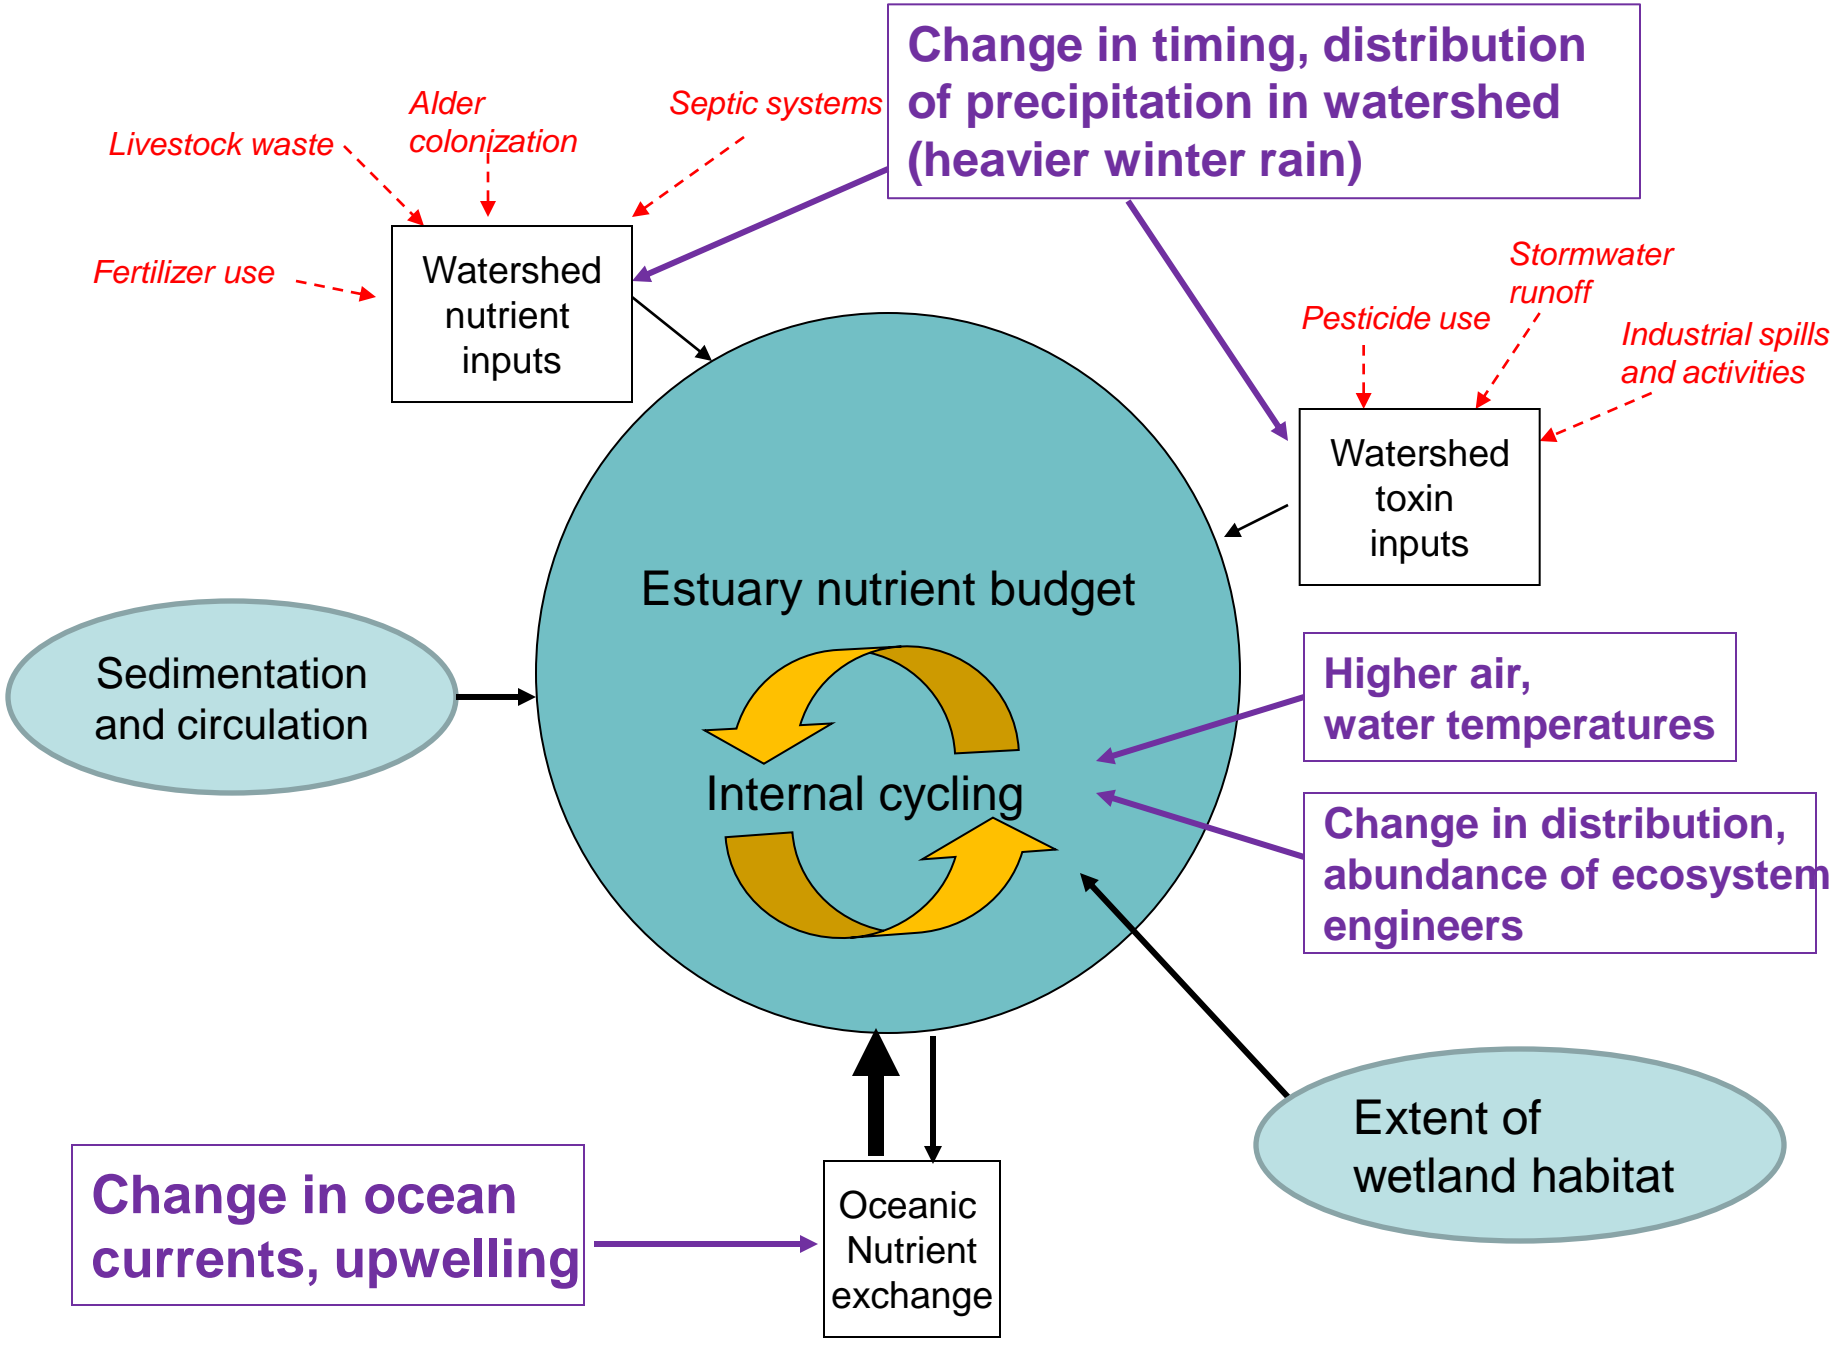 Change in timing, distribution
of precipitation in watershed
(heavier winter rain)
Alder
colonization
Septic systems
Livestock waste
Fertilizer use
Watershed
nutrient
inputs
Stormwater
runoff
Pesticide use
Industrial spills
and activities
Watershed
toxin
inputs
Estuary nutrient budget
Internal cycling
Sedimentation
and circulation
Higher air,
water temperatures
Change in distribution,
abundance of ecosystem
engineers
Extent of
wetland habitat
Change in ocean
currents, upwelling
Oceanic
Nutrient
exchange